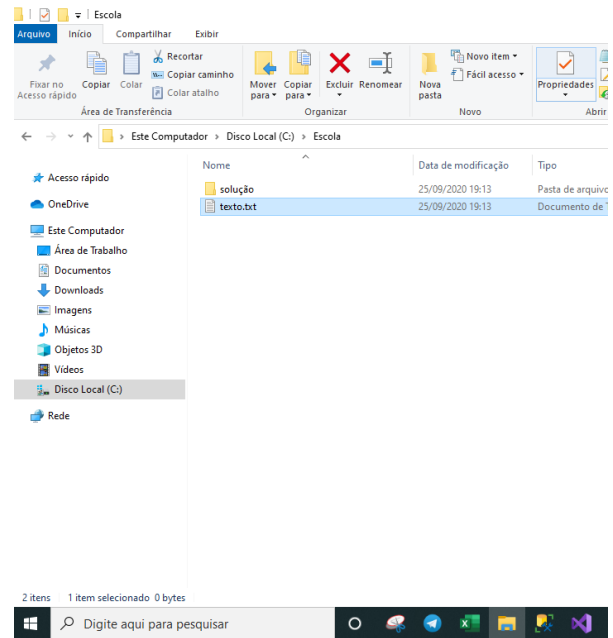 Escola
Arquivo Início Compartilhar Exibir
Fixar no Acesso rápido
Copiar
Colar
Recortar
Copiar caminho
Colar atalho
Área de Transferência
Mover para
Copiar para
Excluir
Renomear
Organizar
Nova pasta
Novo item
Fácil acesso
Novo
Propriedades
Abrir
Este Computador > Disco Local (C:) > Escola
Nome Data de modificação Tipo
solução 25/09/2020 19:13 Pasta de arquivo
texto.txt 25/09/2020 19:13 Documento de
Acesso rápido
OneDrive
Este Computador
Área de Trabalho
Documentos
Downloads
Imagens
Músicas
Objetos 3D
Vídeos
Disco Local (C:)
Rede
2 itens 1 item selecionado 0 bytes
Digite aqui para pesquisar